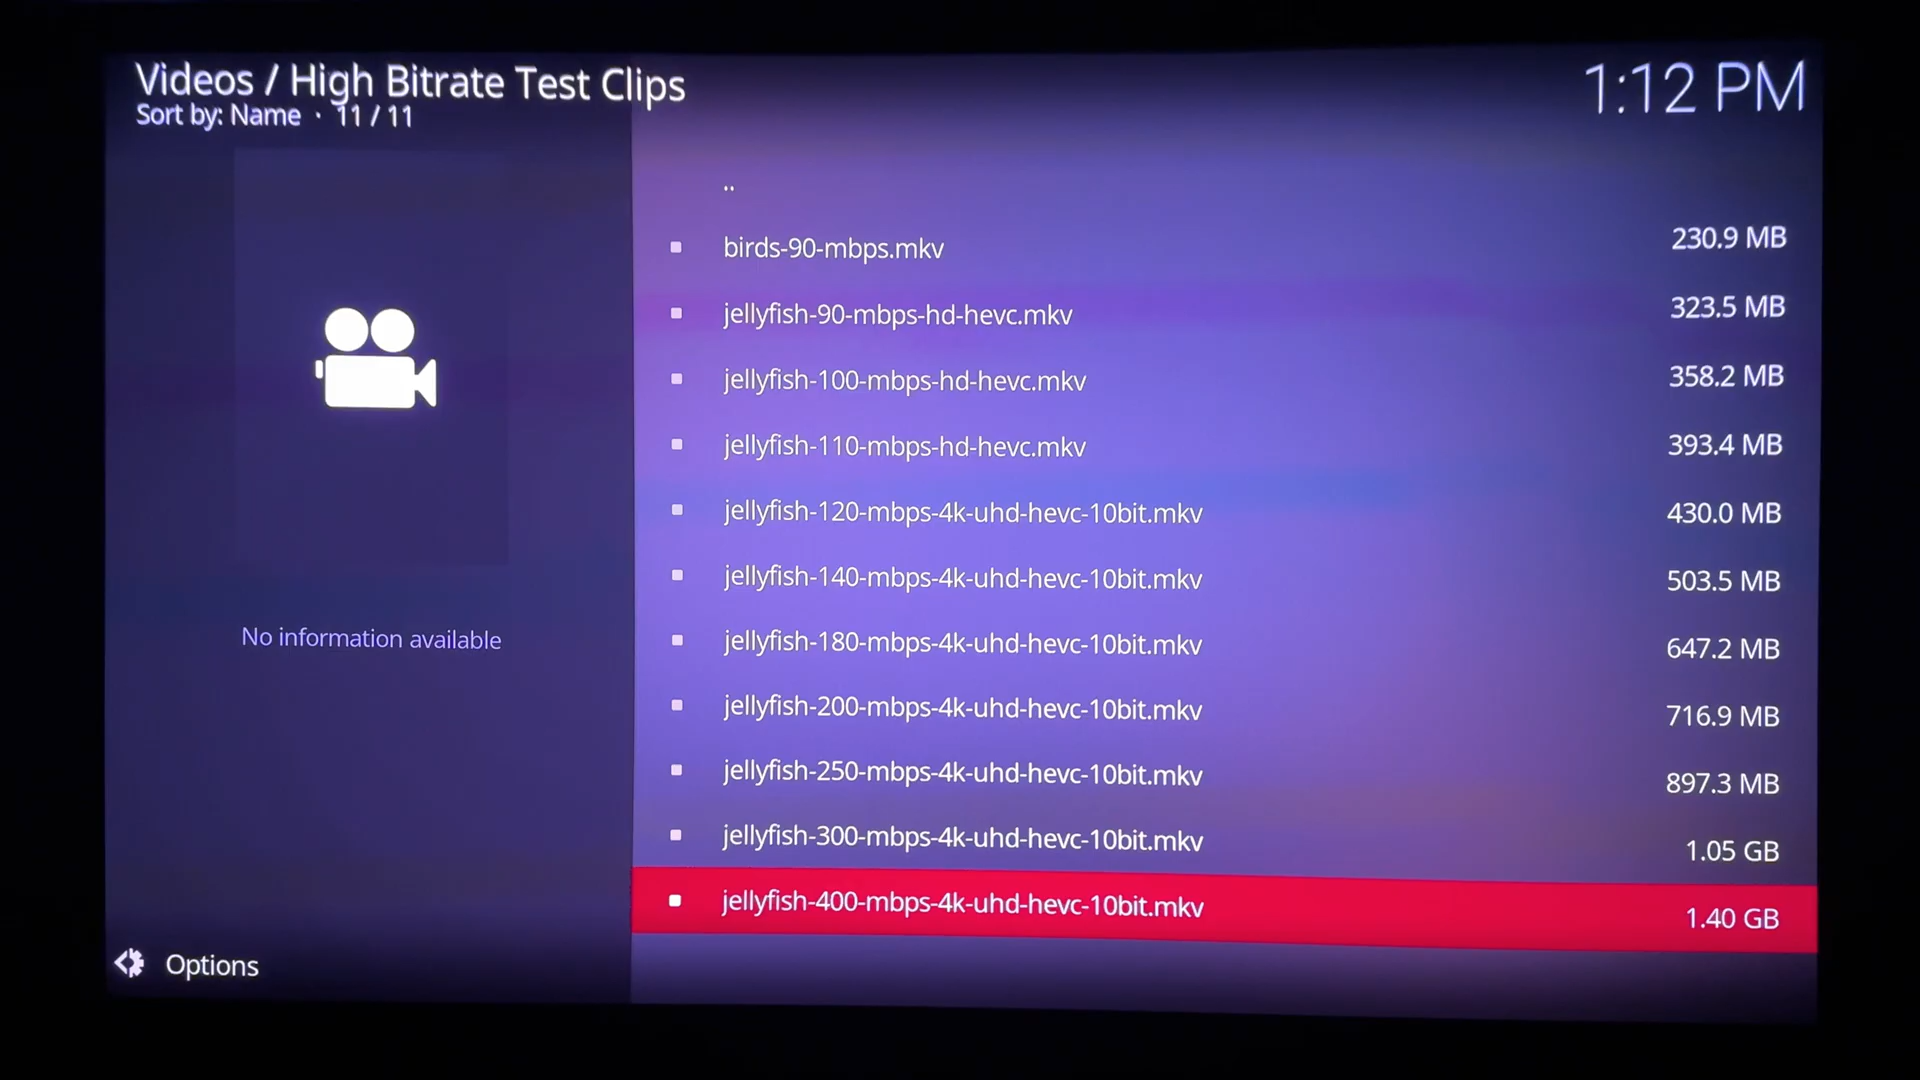 Videos / High Bitrate Test Clips
Sort by: Name · 11 / 11
1:12 PM
..
birds-90-mbps.mkv 230.9 MB
jellyfish-90-mbps-hd-hevc.mkv 323.5 MB
jellyfish-100-mbps-hd-hevc.mkv 358.2 MB
jellyfish-110-mbps-hd-hevc.mkv 393.4 MB
jellyfish-120-mbps-4k-uhd-hevc-10bit.mkv 430.0 MB
jellyfish-140-mbps-4k-uhd-hevc-10bit.mkv 503.5 MB
jellyfish-180-mbps-4k-uhd-hevc-10bit.mkv 647.2 MB
jellyfish-200-mbps-4k-uhd-hevc-10bit.mkv 716.9 MB
jellyfish-250-mbps-4k-uhd-hevc-10bit.mkv 897.3 MB
jellyfish-300-mbps-4k-uhd-hevc-10bit.mkv 1.05 GB
jellyfish-400-mbps-4k-uhd-hevc-10bit.mkv 1.40 GB
No information available
Options